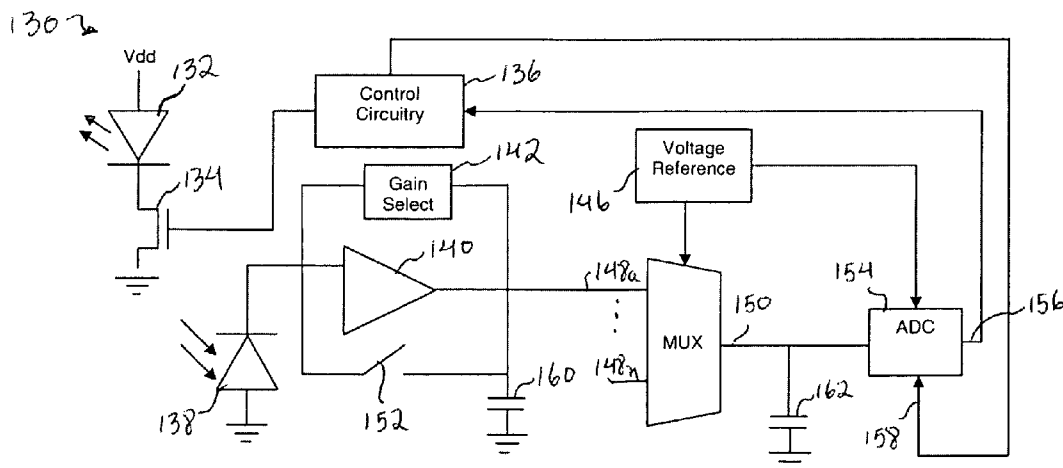 130
Vdd
132
136
Control
Circuitry
142
134
Gain
Select
Voltage
Reference
146
140
148a
154
150
ADC
156
MUX
148n
160
162
138
152
158